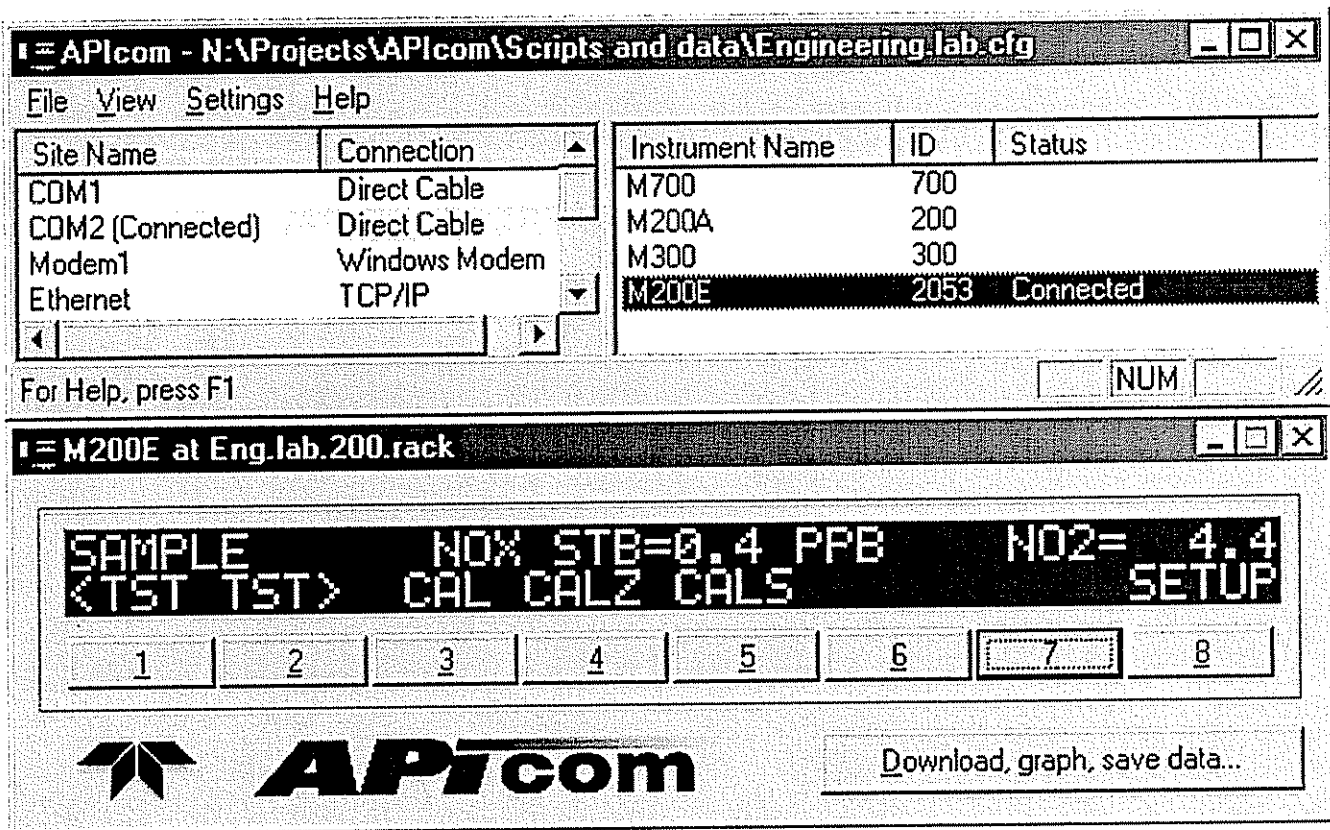 APIcom - N:\Projects\APIcom\Scripts and data\Engineering.lab.cfg
File View Settings Help
Site Name Connection
COM1 Direct Cable
COM2 (Connected) Direct Cable
Modem1 Windows Modem
Ethernet TCP/IP
Instrument Name ID Status
M700 700
M200A 200
M300 300
M200E 2053 Connected
For Help, press F1
NUM
M200E at Eng.lab.200.rack
SAMPLE NOX STB=0.4 PPB NO2= 4.4
<TST TST> CAL CALZ CALS SETUP
1 2 3 4 5 6 7 8
APIcom
Download, graph, save data...